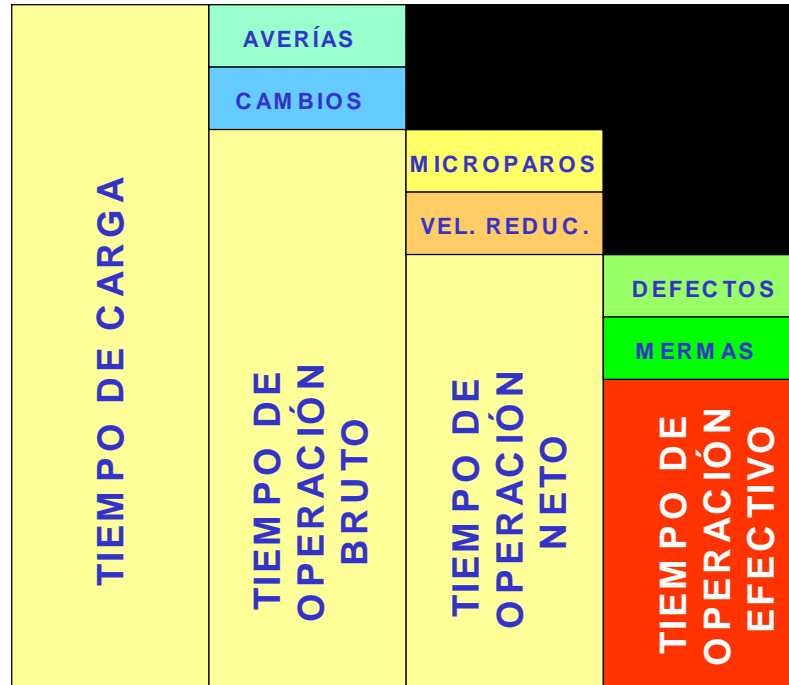 AVERÍAS
CAMBIOS
MICROPAROS
VEL. REDUC.
DEFECTOS
MERMAS
TIEMPO DE CARGA
TIEMPO DE
OPERACIÓN
BRUTO
TIEMPO DE
OPERACIÓN
NETO
TIEMPO DE
OPERACIÓN
EFECTIVO